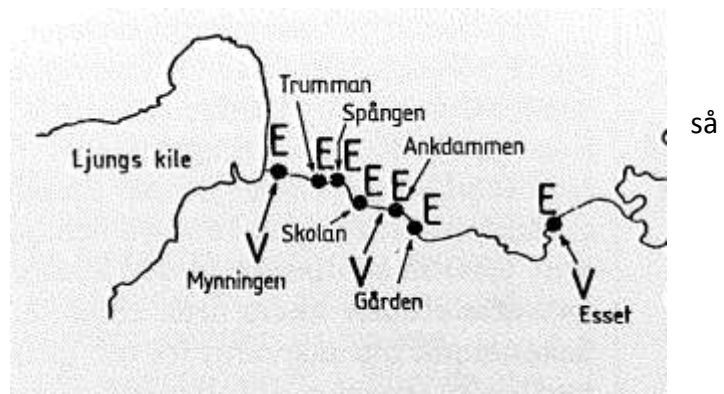 Trumman
så
Spången
E
E E
Ankdammen
Ljungs kile
E E
E
E
Skolan
V
V
V
Mynningen
Gården
Esset